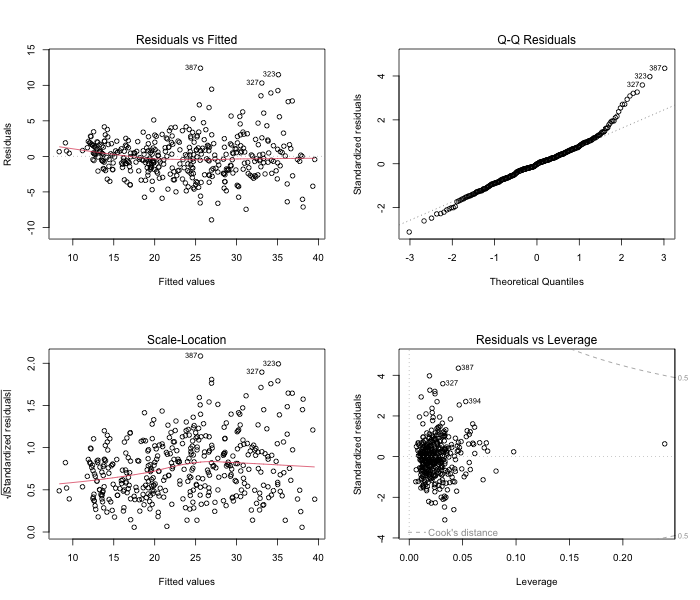 Residuals vs Fitted
Residuals
15
10
5
0
-5
-10
387
323
327
10 15 20 25 30 35 40
Fitted values
Q-Q Residuals
Standardized residuals
4
2
0
-2
387
323
327
-3 -2 -1 0 1 2 3
Theoretical Quantiles
Scale-Location
√|Standardized residuals|
2.0
1.5
1.0
0.5
0.0
387
323
327
10 15 20 25 30 35 40
Fitted values
Residuals vs Leverage
Standardized residuals
4
2
0
-2
-4
387
327
394
0.5
0.5
Cook's distance
0.00 0.05 0.10 0.15 0.20
Leverage